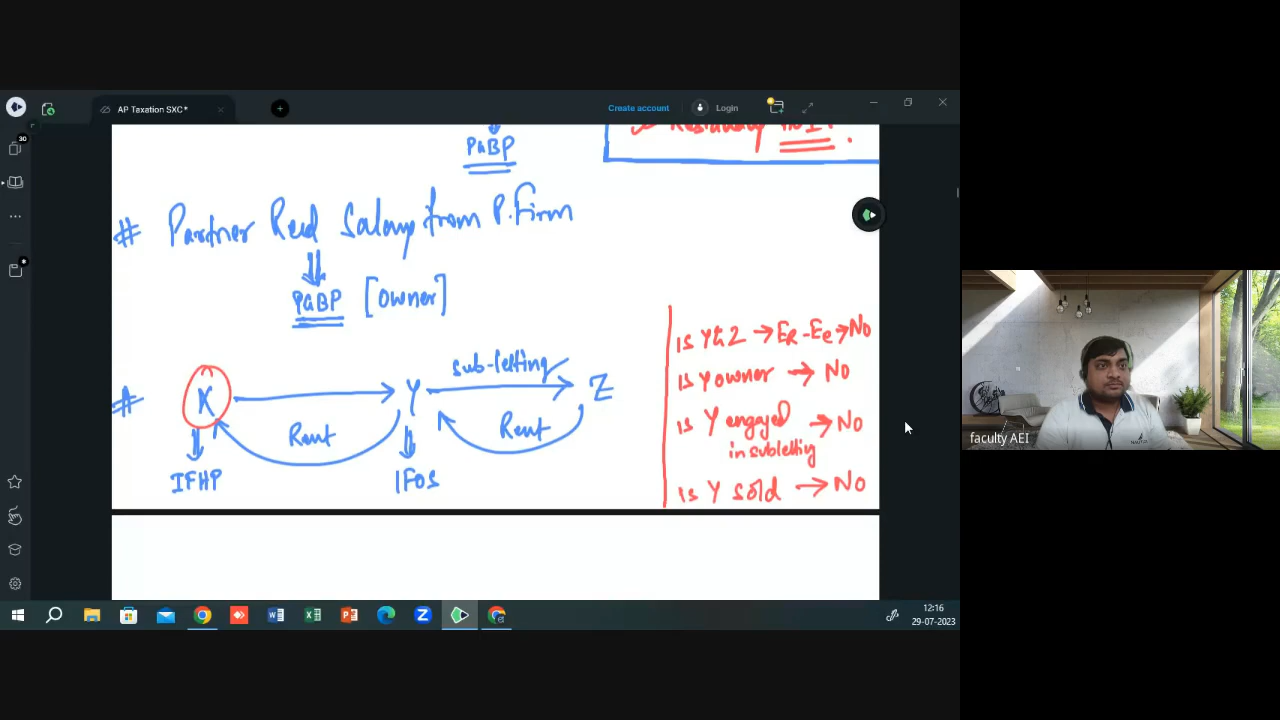 AP Taxation SXC*
Create account
Login
30
PGBP
# Partner Recd Salary from P.Firm
PGBP [owner]
is Y & Z → ER - Ee → No
is Y owner → No
is Y engaged in subletting → No
is Y sold → No
sub-letting
# X Y Z
Rent Rent
IFHP IFOS
faculty AEI
12:16
29-07-2023